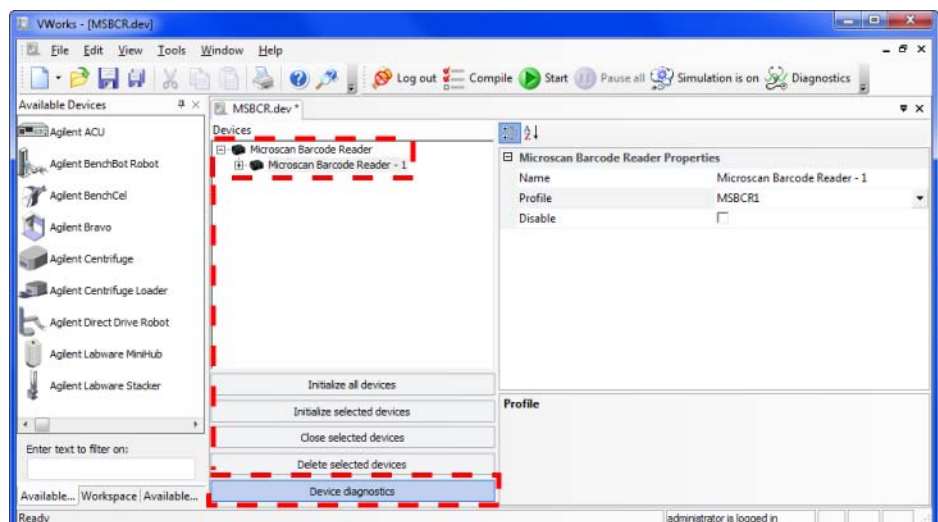 VWorks - [MSBCR.dev]
File Edit View Tools Window Help
Log out Compile Start Pause all Simulation is on Diagnostics
Available Devices
Agilent ACU
Agilent BenchBot Robot
Agilent BenchCel
Agilent Bravo
Agilent Centrifuge
Agilent Centrifuge Loader
Agilent Direct Drive Robot
Agilent Labware MiniHub
Agilent Labware Stacker
Enter text to filter on:
Available... Workspace Available...
MSBCR.dev *
Devices
Microscan Barcode Reader
Microscan Barcode Reader - 1
Initialize all devices
Initialize selected devices
Close selected devices
Delete selected devices
Device diagnostics
Microscan Barcode Reader Properties
Name Microscan Barcode Reader - 1
Profile MSBCR1
Disable
Profile
Ready administrator is logged in